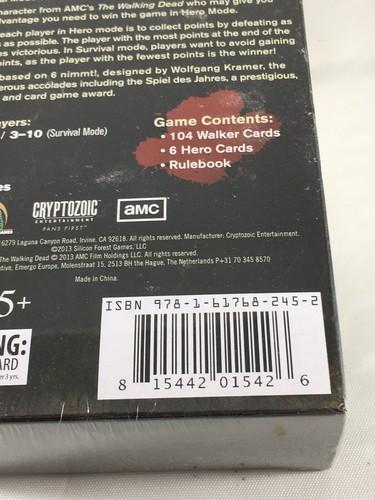 character from AMC's The Walking Dead who may give you
advantage you need to win the game in Hero Mode.
each player in Hero mode is to collect points by defeating as
as possible. The player with the most points at the end of the
es victorious. In Survival mode, players want to avoid gaining
points, as the player with the fewest points is the winner!
based on 6 nimmt!, designed by Wolfgang Kramer, the
erous accolades including the Spiel des Jahres, a prestigious,
and card game award.
yers:
/ 3–10 (Survival Mode)
Game Contents:
• 104 Walker Cards
• 6 Hero Cards
• Rulebook
es
CRYPTOZOIC
ENTERTAINMENT
FANS FIRST
amc
16279 Laguna Canyon Road, Irvine, CA 92618. All rights reserved. Manufacturer: Cryptozoic Entertainment.
©2013 Silicon Forest Games, LLC
Dead © 2013 AMC Film Holdings LLC. All rights reserved.
ative, Emergo Europe, Molenstraat 15, 2513 BH the Hague, The Netherlands P+31 70 345 8570
Made in China.
5+
NG:
ARD
er 3 yrs.
ISBN 978-1-61768-245-2
8 15442 01542 6